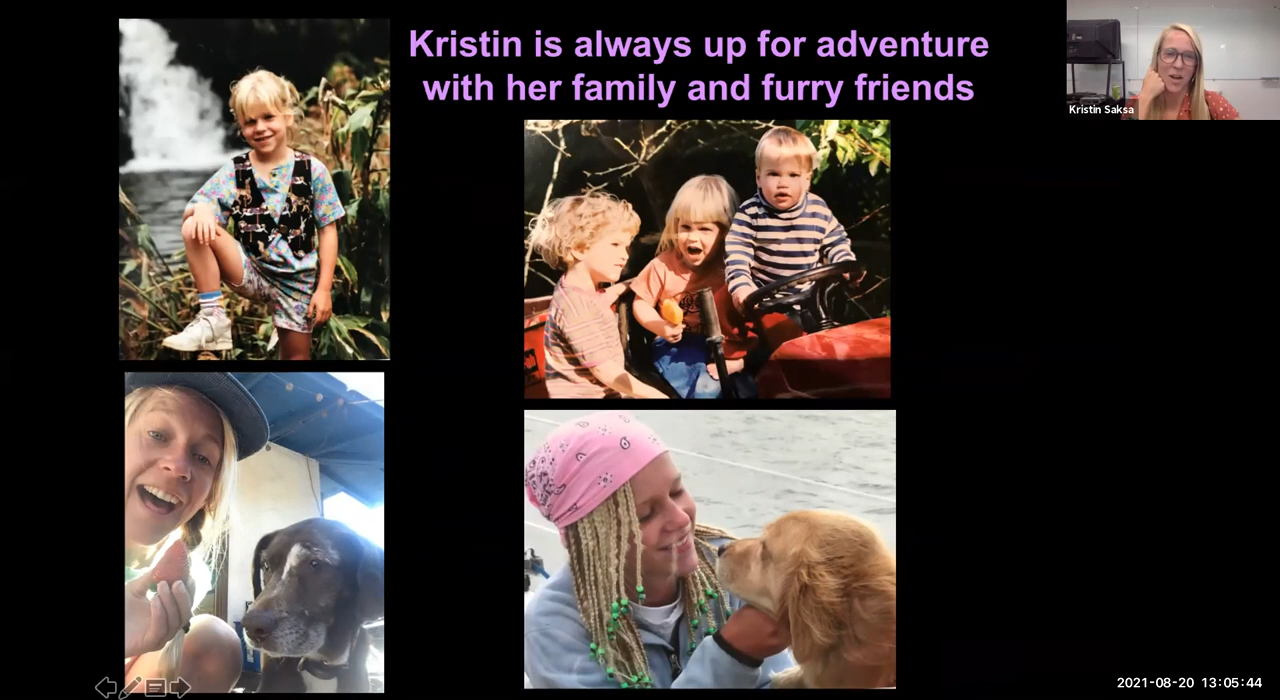 Kristin is always up for adventure
with her family and furry friends
Kristin Saksa
2021-08-20 13:05:44